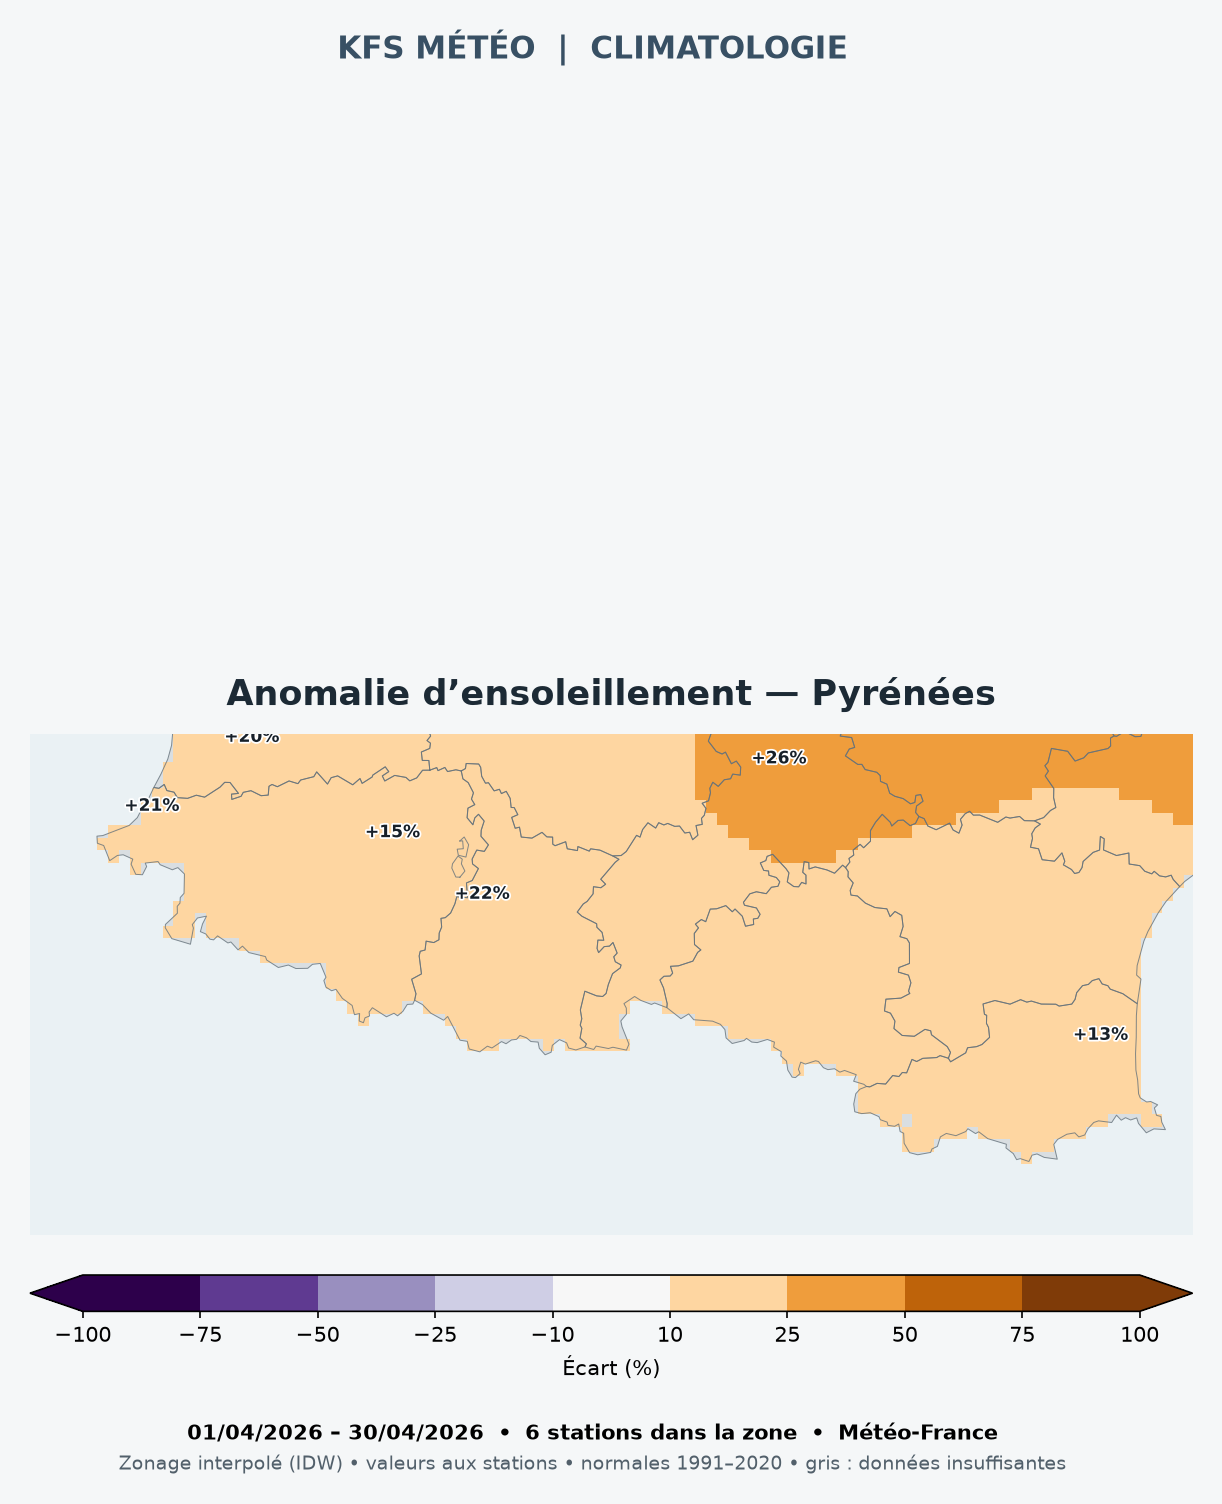 KFS MÉTÉO | CLIMATOLOGIE
Anomalie d’ensoleillement — Pyrénées
+20%
+26%
+21%
+15%
+22%
+13%
−100 −75 −50 −25 −10 10 25 50 75 100
Écart (%)
01/04/2026 – 30/04/2026 • 6 stations dans la zone • Météo-France
Zonage interpolé (IDW) • valeurs aux stations • normales 1991–2020 • gris : données insuffisantes